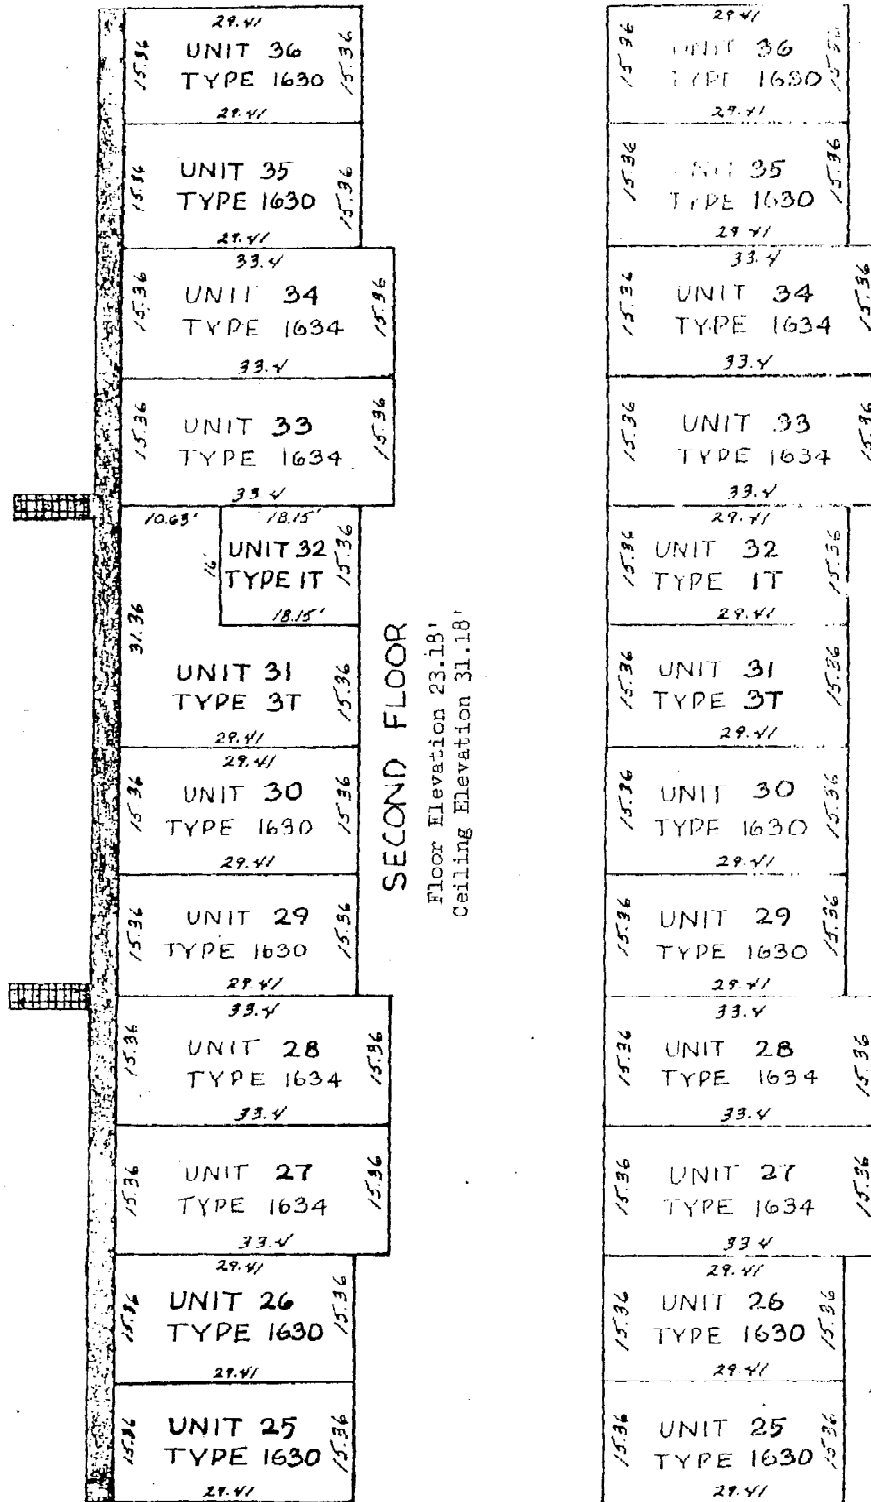 29.41
15.36
UNIT 36
15.36
TYPE 1630
29.41
15.36
UNIT 35
15.36
TYPE 1630
29.41
33.4
15.36
UNIT 34
15.36
TYPE 1634
33.4
15.36
UNIT 33
15.36
TYPE 1634
33.4
10.63'
18.15'
16'
UNIT 32
15.36
TYPE 1T
18.15'
31.36
UNIT 31
15.36
TYPE 3T
29.41
29.41
15.36
UNIT 30
15.36
TYPE 1630
29.41
15.36
UNIT 29
15.36
TYPE 1630
29.41
33.4
15.36
UNIT 28
15.36
TYPE 1634
33.4
15.36
UNIT 27
15.36
TYPE 1634
33.4
29.41
15.36
UNIT 26
15.36
TYPE 1630
29.41
15.36
UNIT 25
15.36
TYPE 1630
29.41
SECOND FLOOR
Floor Elevation 23.18'
Ceiling Elevation 31.18'
29.41
15.36
UNIT 36
15.36
TYPE 1630
29.41
15.36
UNIT 35
15.36
TYPE 1630
29.41
33.4
15.36
UNIT 34
15.36
TYPE 1634
33.4
15.36
UNIT 33
15.36
TYPE 1634
33.4
29.41
15.36
UNIT 32
15.36
TYPE 1T
29.41
15.36
UNIT 31
15.36
TYPE 3T
29.41
15.36
UNIT 30
15.36
TYPE 1630
29.41
15.36
UNIT 29
15.36
TYPE 1630
29.41
33.4
15.36
UNIT 28
15.36
TYPE 1634
33.4
15.36
UNIT 27
15.36
TYPE 1634
33.4
29.41
15.36
UNIT 26
15.36
TYPE 1630
29.41
15.36
UNIT 25
15.36
TYPE 1630
29.41